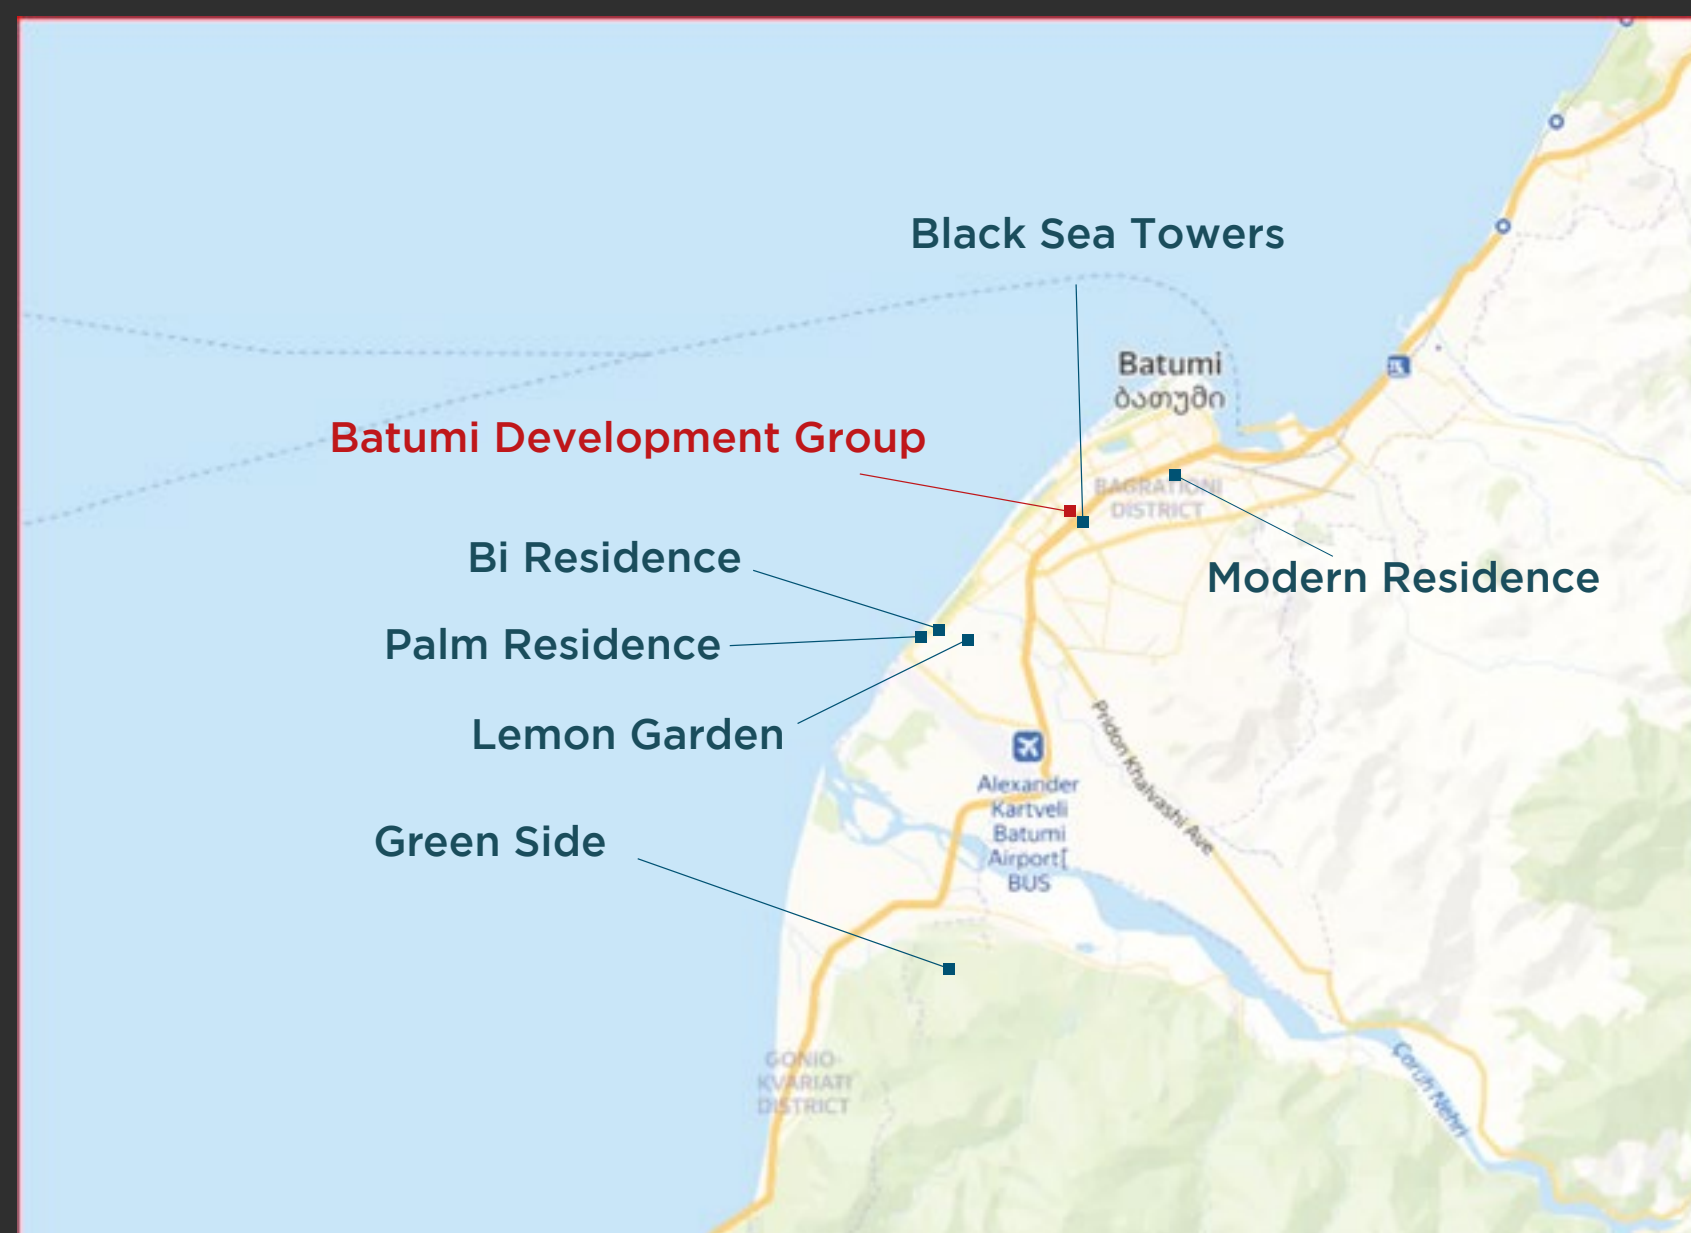 Black Sea Towers
Batumi
ბათუმი
Batumi Development Group
BAGRATIONI
DISTRICT
Bi Residence
Modern Residence
Palm Residence
Lemon Garden
Pridon Khalvashi Ave
Alexander
Kartveli
Batumi
Airport[
BUS
Green Side
GONIO-
KVARIATI
DISTRICT
Çoruh Nehri